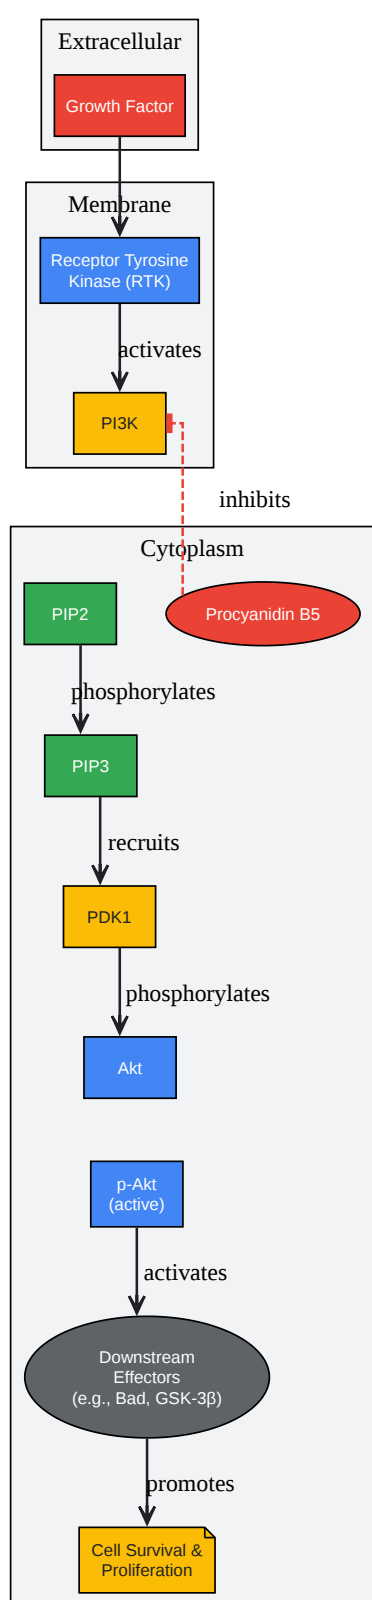 Extracellular
Growth Factor
Membrane
Receptor Tyrosine
Kinase (RTK)
activates
PI3K
inhibits
Cytoplasm
PIP2
Procyanidin B5
phosphorylates
PIP3
recruits
PDK1
phosphorylates
Akt
p-Akt
(active)
activates
Downstream
Effectors
(e.g., Bad, GSK-3β)
promotes
Cell Survival &
Proliferation